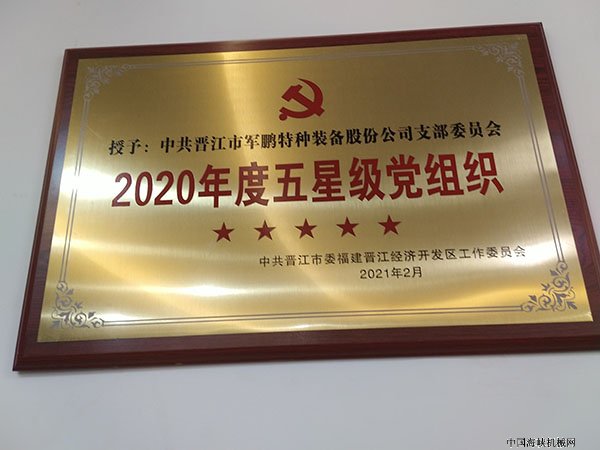 授予：中共晋江市军鹏特种装备股份公司支部委员会
2020年度五星级党组织
中共晋江市委福建晋江经济开发区工作委员会
2021年2月
中国海峡机械网